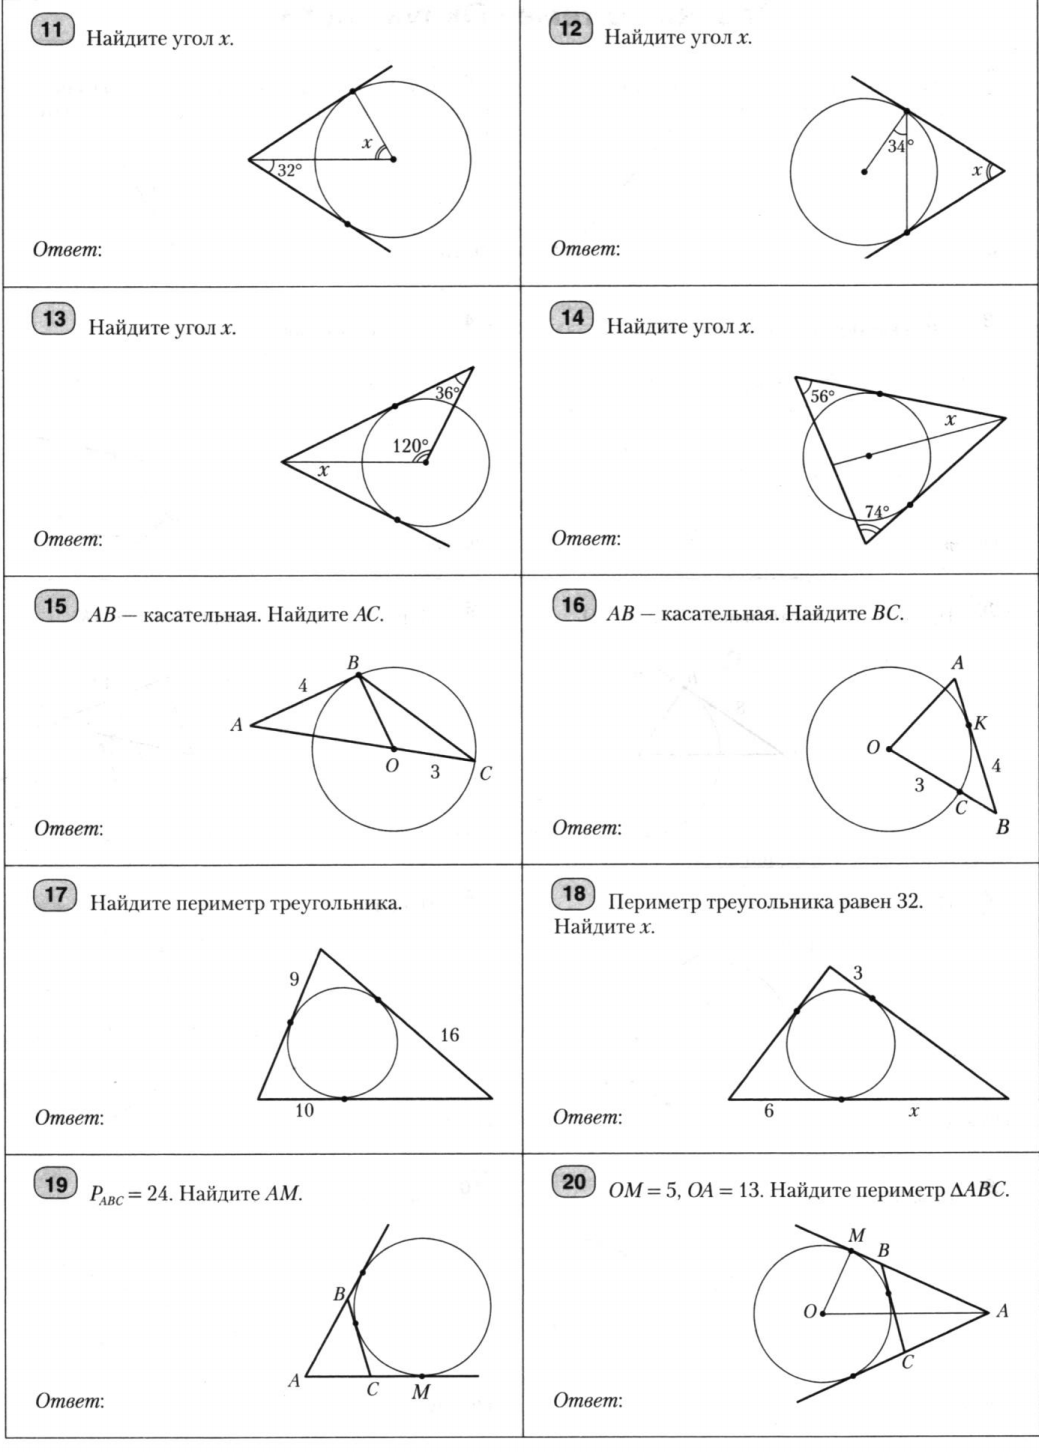 11 Найдите угол x.
x
32°
Ответ:
12 Найдите угол x.
34°
x
Ответ:
13 Найдите угол x.
36°
120°
x
Ответ:
14 Найдите угол x.
56°
x
74°
Ответ:
15 AB — касательная. Найдите AC.
B
4
A
O
3
C
Ответ:
16 AB — касательная. Найдите BC.
A
K
O
4
3
C
B
Ответ:
17 Найдите периметр треугольника.
9
16
10
Ответ:
18 Периметр треугольника равен 32.
Найдите x.
3
6
x
Ответ:
19 P_ABC = 24. Найдите AM.
B
A
C
M
Ответ:
20 OM = 5, OA = 13. Найдите периметр ΔABC.
M
B
O
A
C
Ответ: